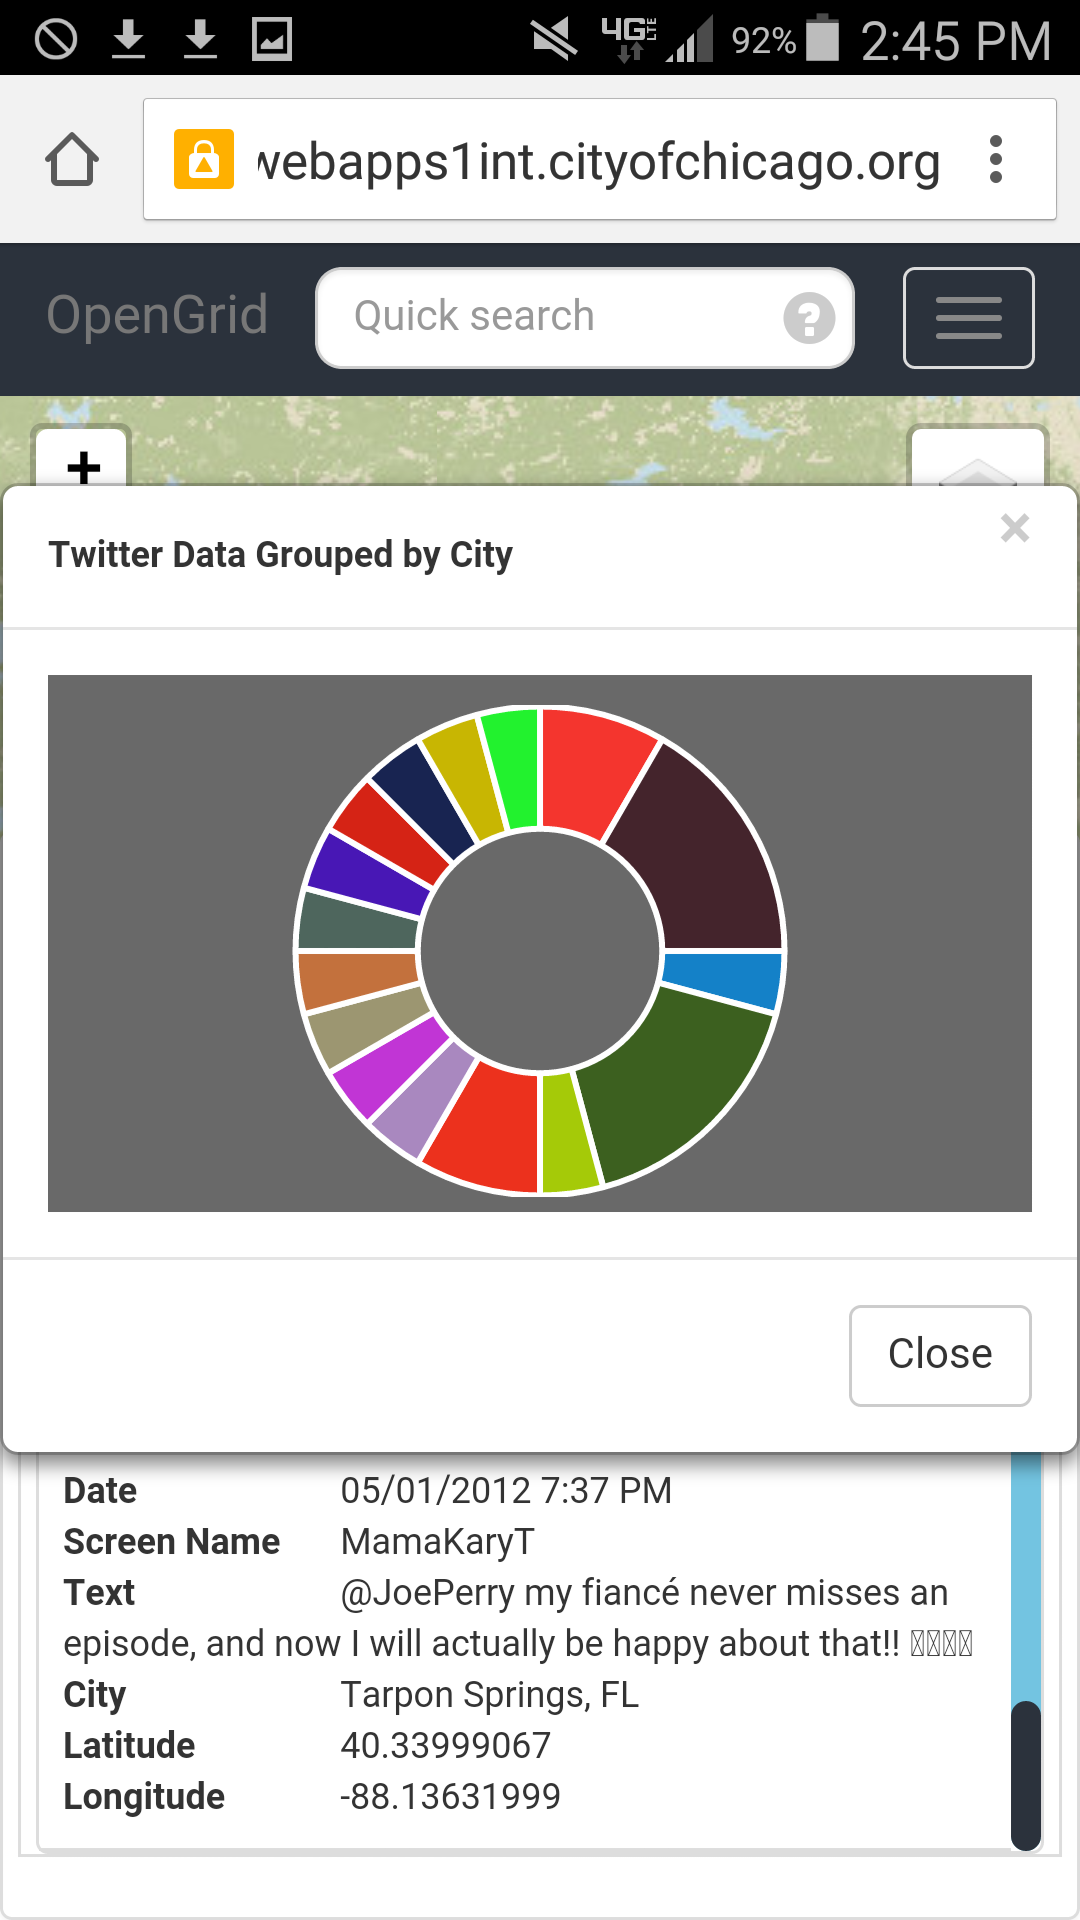 4G LTE 92% 2:45 PM
webapps1int.cityofchicago.org
OpenGrid Quick search ?
+
×
Twitter Data Grouped by City
Close
Date 05/01/2012 7:37 PM
Screen Name MamaKaryT
Text @JoePerry my fiancé never misses an
episode, and now I will actually be happy about that!!
City Tarpon Springs, FL
Latitude 40.33999067
Longitude -88.13631999